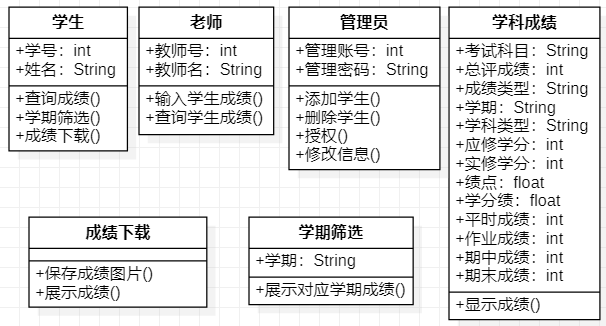 学生
+学号：int
+姓名：String
+查询成绩()
+学期筛选()
+成绩下载()
老师
+教师号：int
+教师名：String
+输入学生成绩()
+查询学生成绩()
管理员
+管理账号：int
+管理密码：String
+添加学生()
+删除学生()
+授权()
+修改信息()
学科成绩
+考试科目：String
+总评成绩：int
+成绩类型：String
+学期：String
+学科类型：String
+应修学分：int
+实修学分：int
+绩点：float
+学分绩：float
+平时成绩：int
+作业成绩：int
+期中成绩：int
+期末成绩：int
+显示成绩()
成绩下载
+保存成绩图片()
+展示成绩()
学期筛选
+学期：String
+展示对应学期成绩()